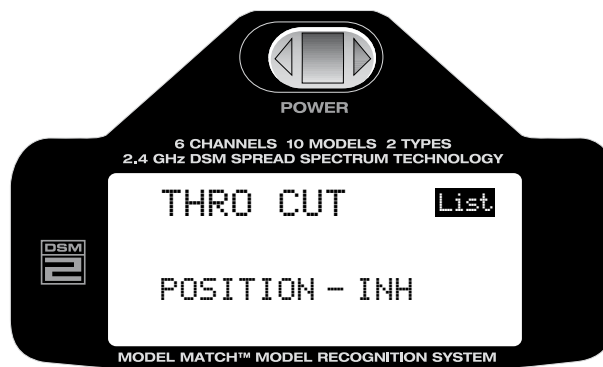 POWER
6 CHANNELS 10 MODELS 2 TYPES
2.4 GHz DSM SPREAD SPECTRUM TECHNOLOGY
THRO CUT List
DSM
2
POSITION – INH
MODEL MATCH™ MODEL RECOGNITION SYSTEM